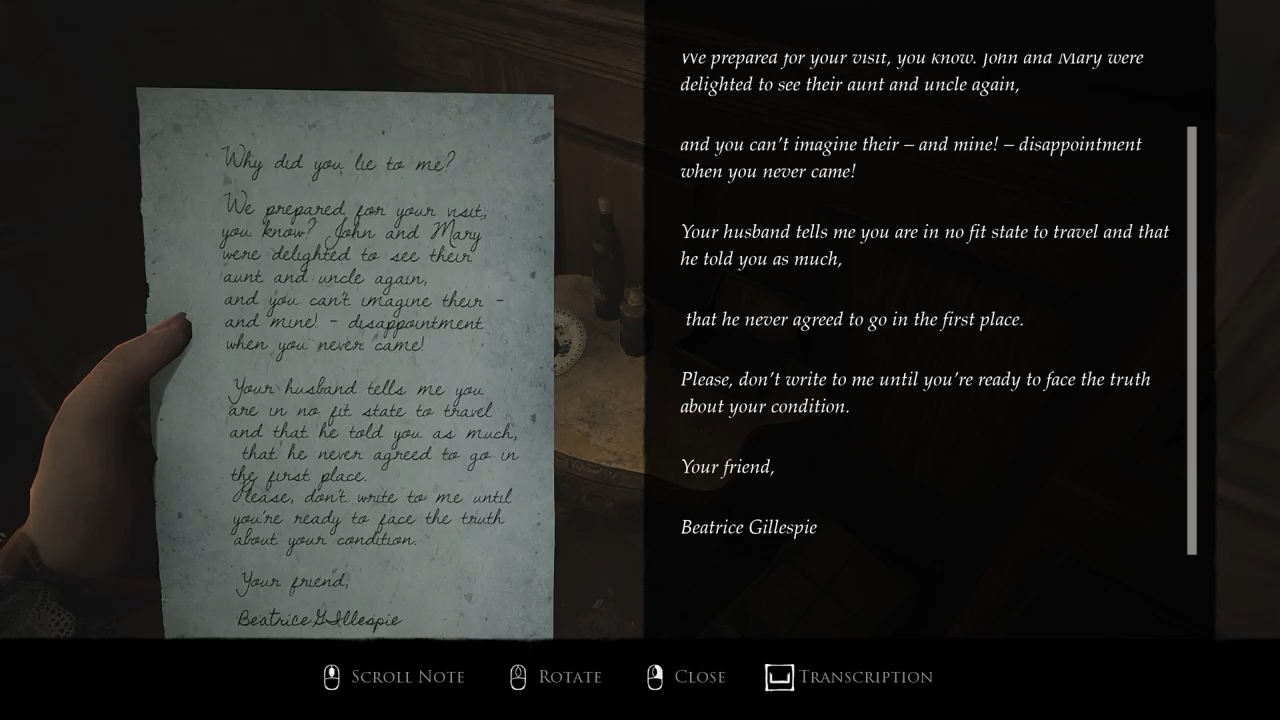 Why did you lie to me?
We prepared for your visit,
you know? John and Mary
were delighted to see their
aunt and uncle again,
and you can't imagine their -
and mine! - disappointment
when you never came!
Your husband tells me you
are in no fit state to travel
and that he told you as much,
that he never agreed to go in
the first place.
Please, don't write to me until
you're ready to face the truth
about your condition.
Your friend,
Beatrice Gillespie
We prepared for your visit, you know. John and Mary were
delighted to see their aunt and uncle again,
and you can't imagine their – and mine! – disappointment
when you never came!
Your husband tells me you are in no fit state to travel and that
he told you as much,
that he never agreed to go in the first place.
Please, don't write to me until you're ready to face the truth
about your condition.
Your friend,
Beatrice Gillespie
Scroll Note Rotate Close Transcription